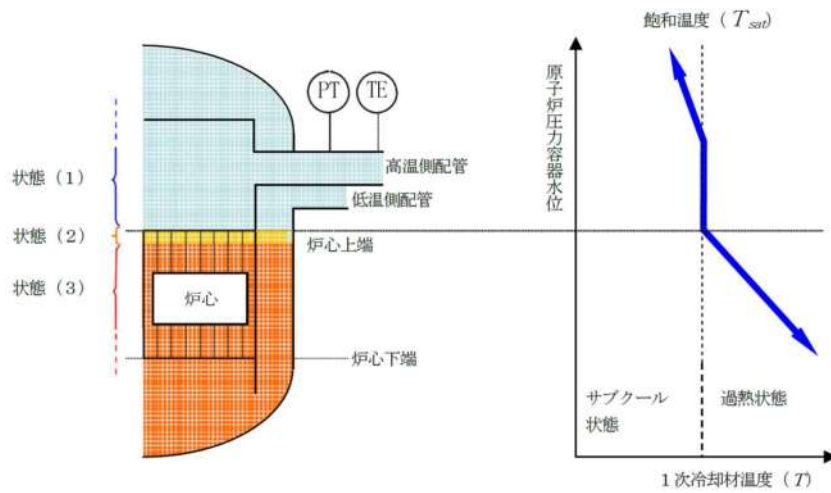 PT
TE
高温側配管
低温側配管
状態（1）
状態（2）
状態（3）
炉心上端
炉心
炉心下端
飽和温度（Tsat）
原子炉圧力容器水位
サブクール
状態
過熱状態
1次冷却材温度（T）